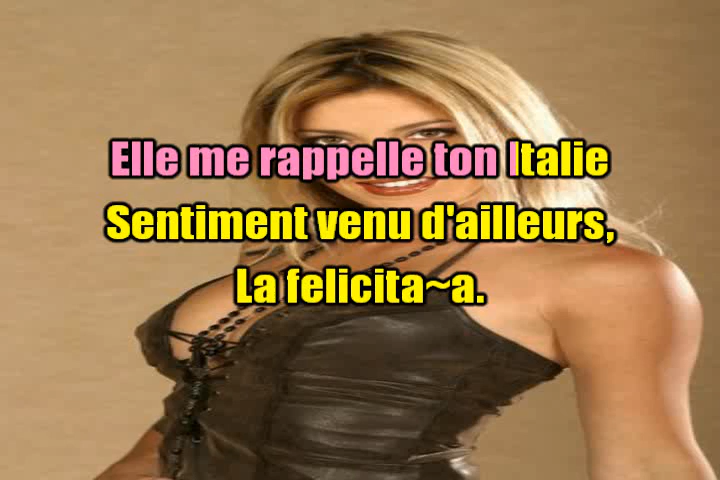 Elle me rappelle ton Italie
Sentiment venu d'ailleurs,
La felicita~a.